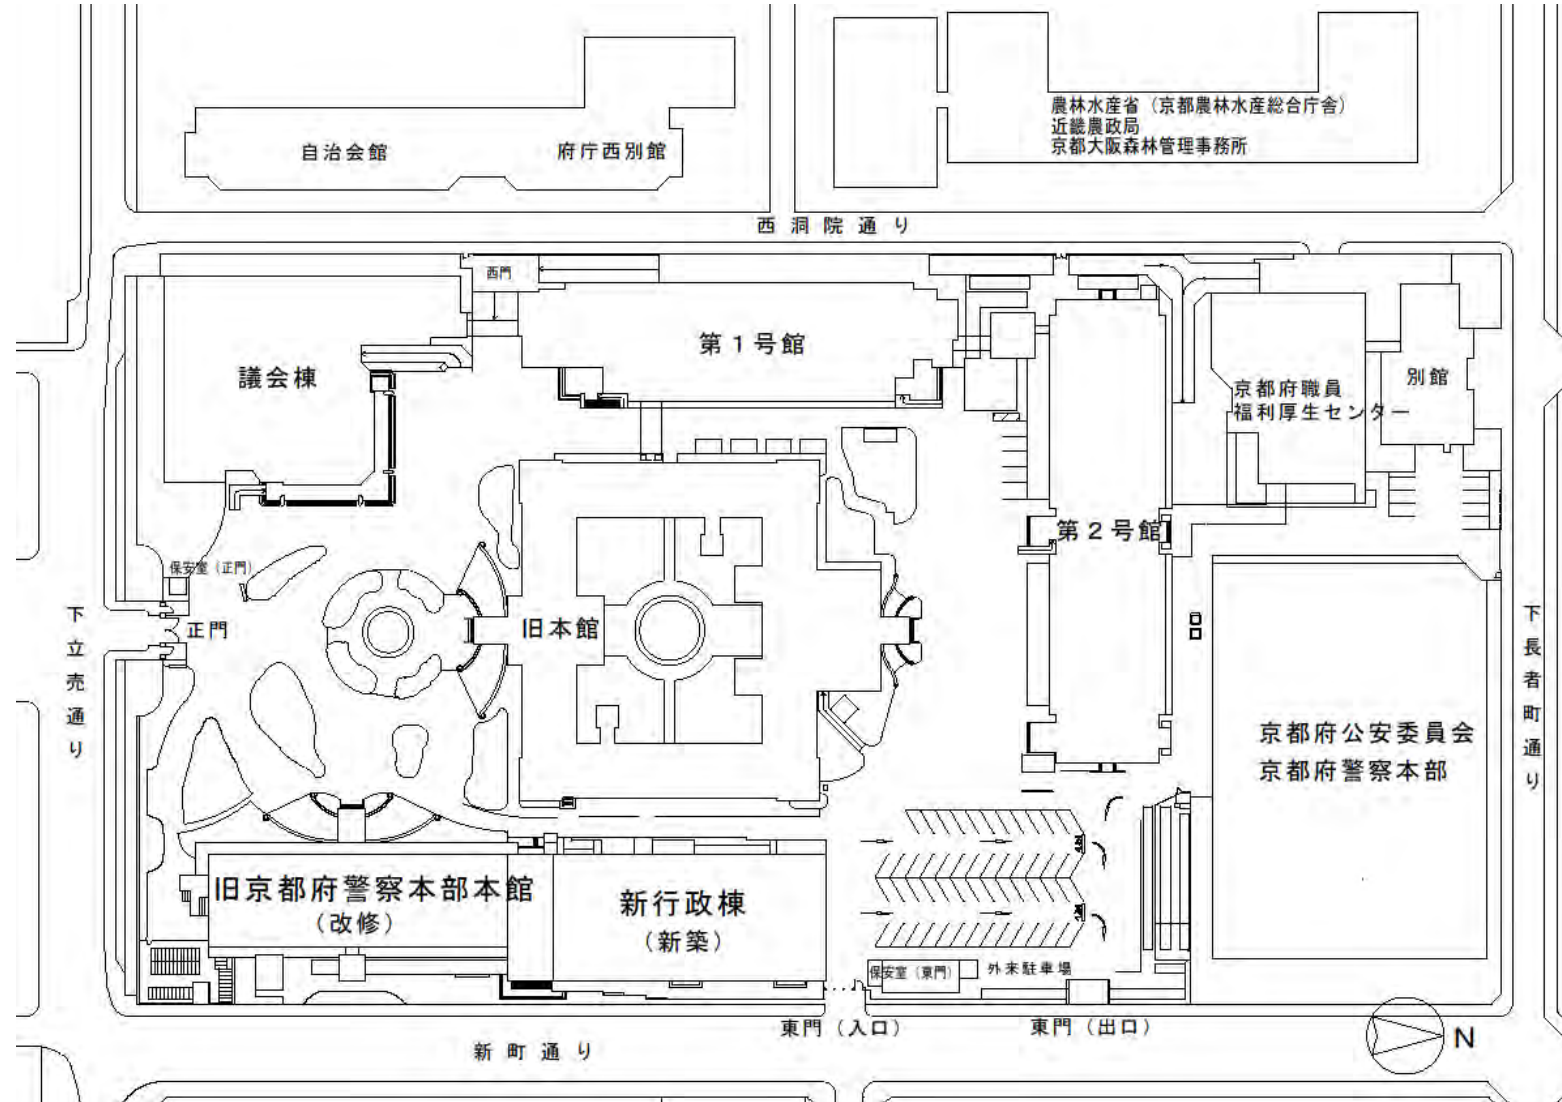 自治会館
府庁西別館
農林水産省（京都農林水産総合庁舎）
近畿農政局
京都大阪森林管理事務所
西洞院通り
西門
第１号館
議会棟
京都府職員
福利厚生センター
別館
第２号館
保安室（正門）
正門
旧本館
下立売通り
下長者町通り
京都府公安委員会
京都府警察本部
旧京都府警察本部本館
（改修）
新行政棟
（新築）
保安室（東門）
外来駐車場
東門（入口）
東門（出口）
新町通り
N